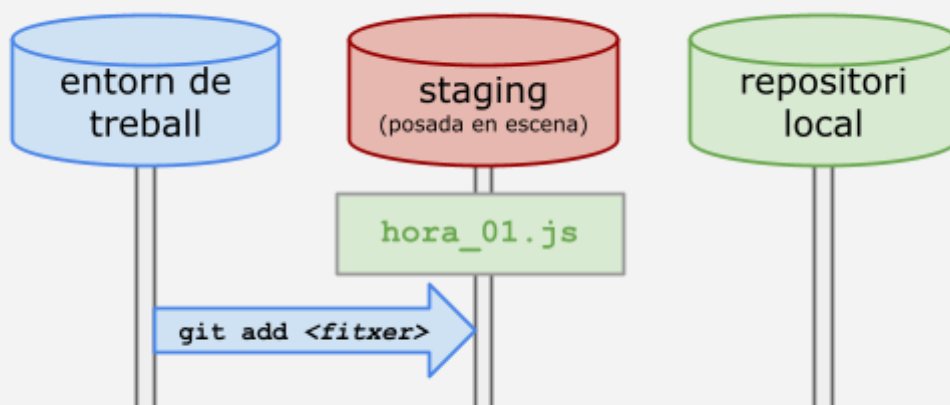 entorn de
treball
staging
(posada en escena)
repositori
local
hora_01.js
git add <fitxer>